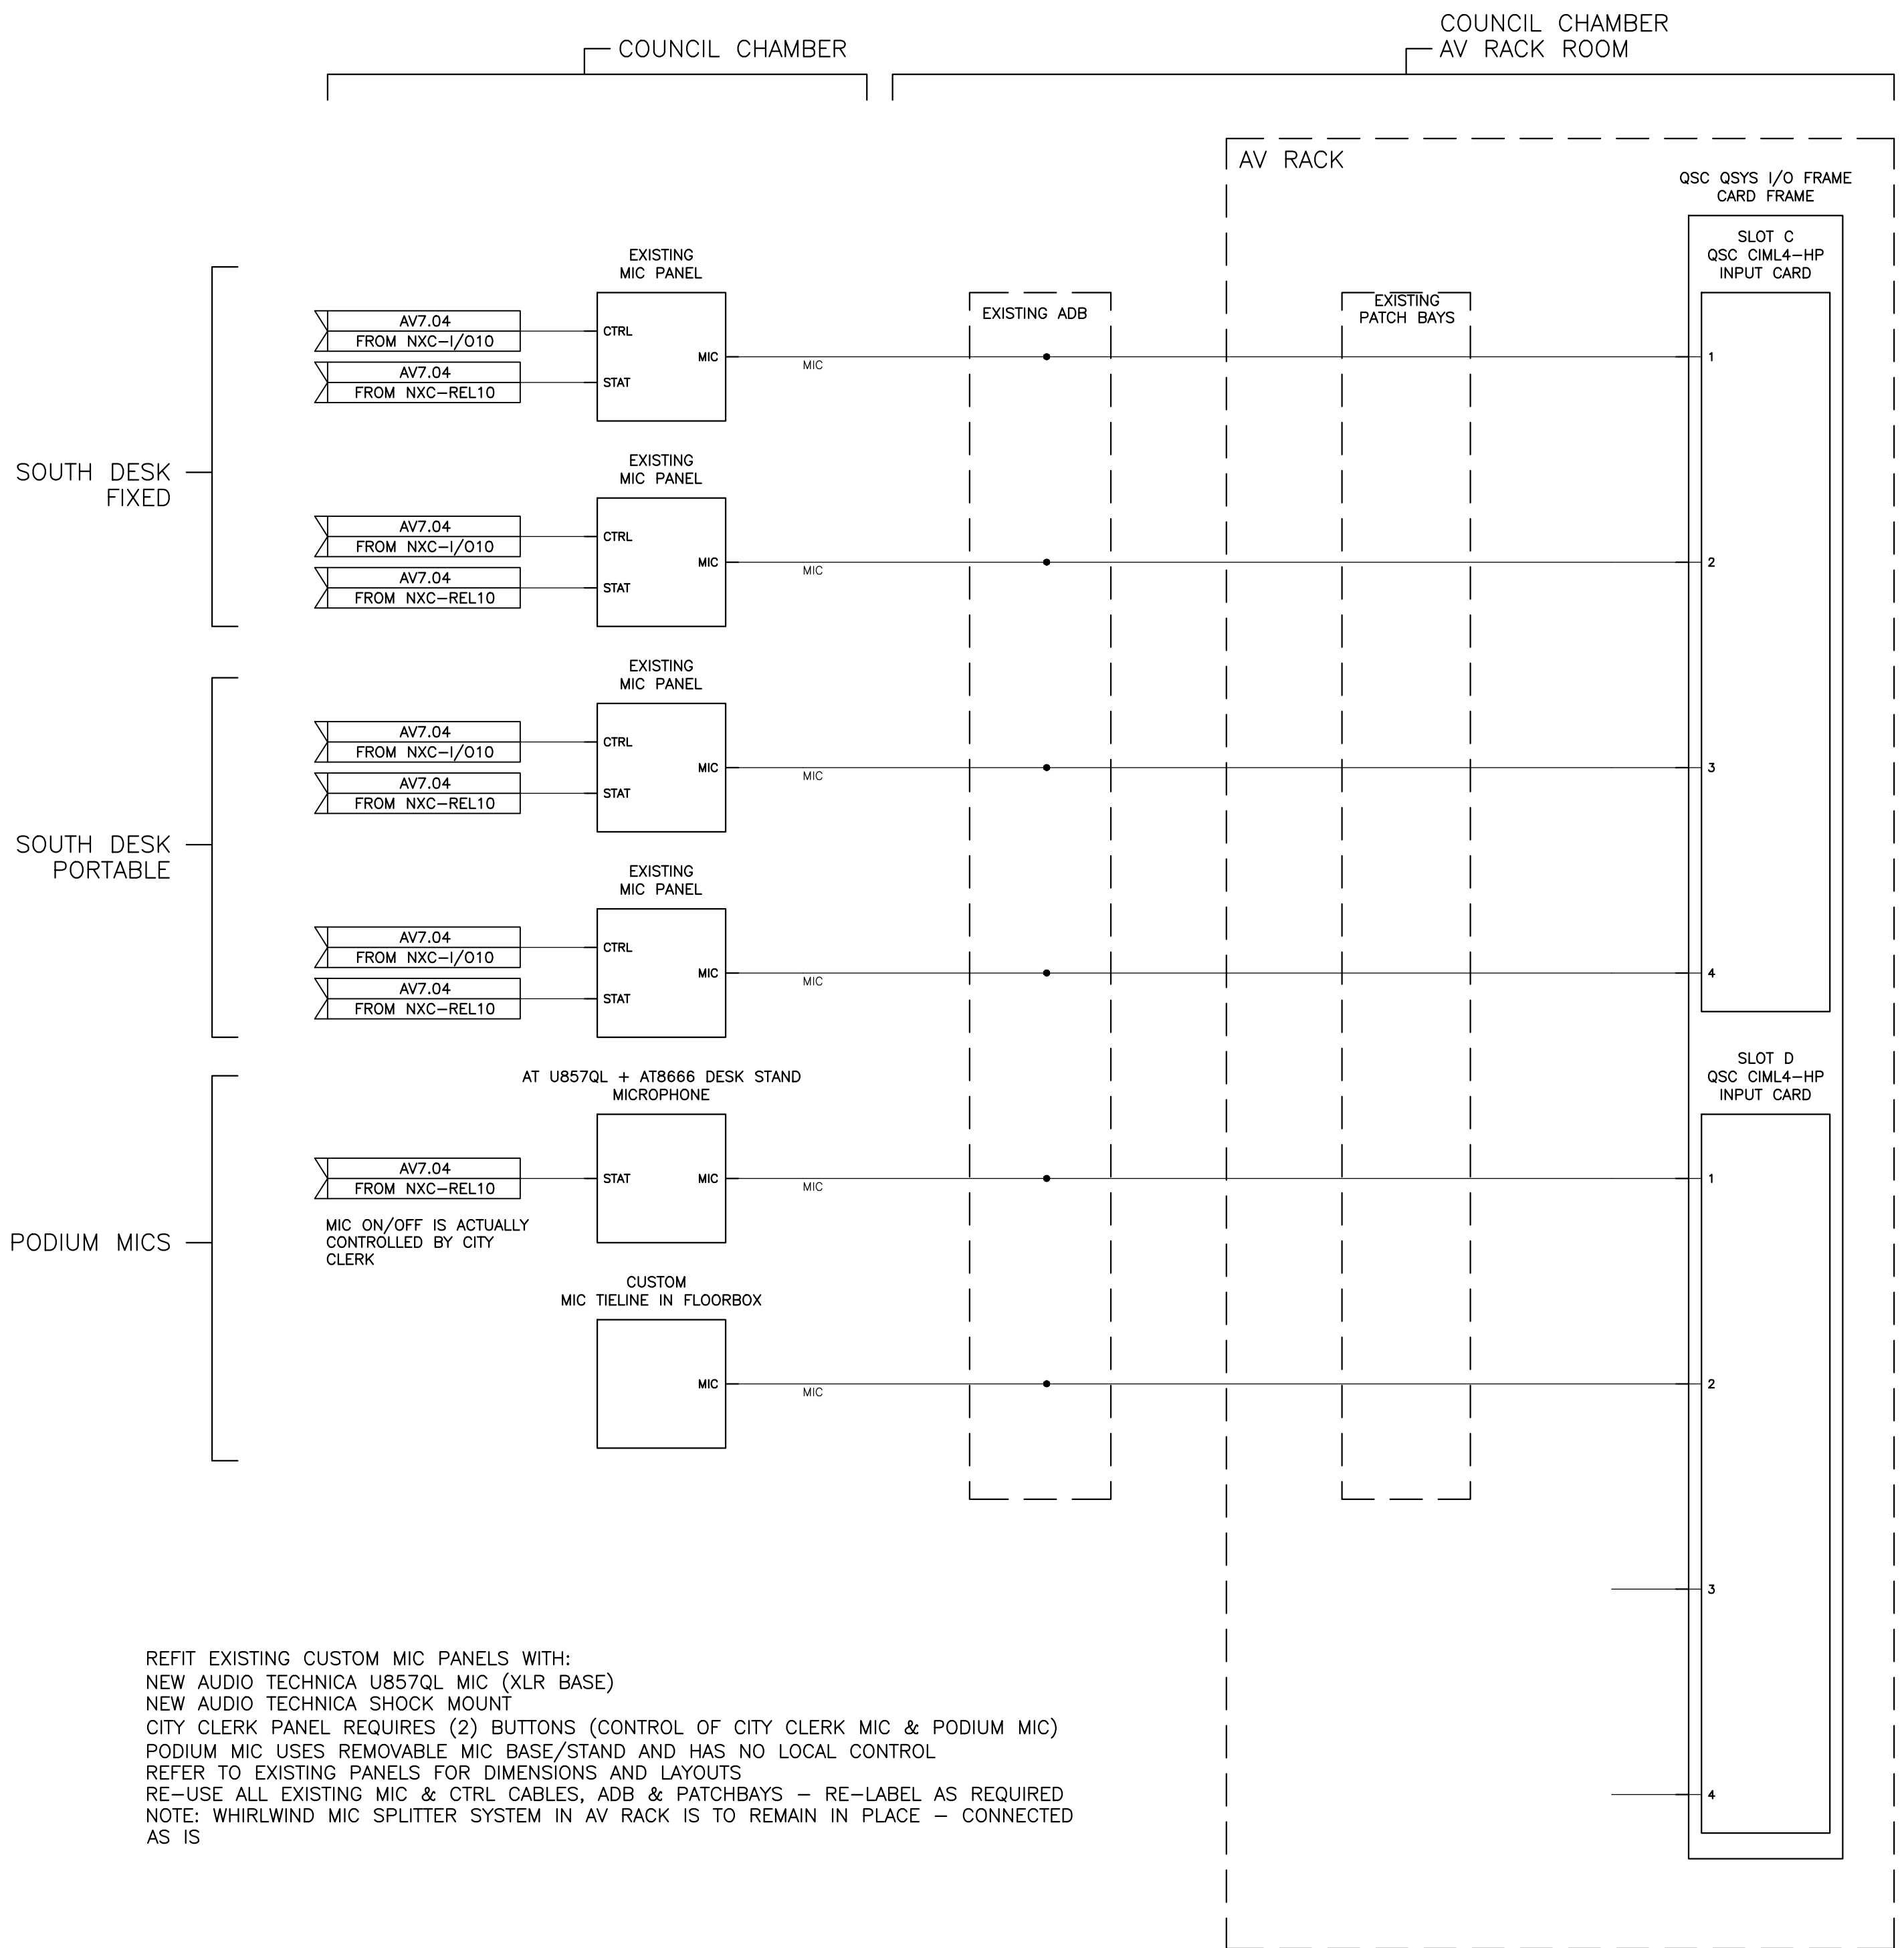 COUNCIL CHAMBER
COUNCIL CHAMBER
AV RACK ROOM
AV RACK
QSC QSYS I/O FRAME
CARD FRAME
SLOT C
QSC CIML4-HP
INPUT CARD
EXISTING ADB
EXISTING
PATCH BAYS
SOUTH DESK
FIXED
EXISTING
MIC PANEL
AV7.04
FROM NXC-I/O10
CTRL
AV7.04
FROM NXC-REL10
STAT
MIC
MIC
1
EXISTING
MIC PANEL
AV7.04
FROM NXC-I/O10
CTRL
AV7.04
FROM NXC-REL10
STAT
MIC
MIC
2
SOUTH DESK
PORTABLE
EXISTING
MIC PANEL
AV7.04
FROM NXC-I/O10
CTRL
AV7.04
FROM NXC-REL10
STAT
MIC
MIC
3
EXISTING
MIC PANEL
AV7.04
FROM NXC-I/O10
CTRL
AV7.04
FROM NXC-REL10
STAT
MIC
MIC
4
SLOT D
QSC CIML4-HP
INPUT CARD
PODIUM MICS
AT U857QL + AT8666 DESK STAND
MICROPHONE
AV7.04
FROM NXC-REL10
STAT
MIC
MIC
1
MIC ON/OFF IS ACTUALLY
CONTROLLED BY CITY
CLERK
CUSTOM
MIC TIELINE IN FLOORBOX
MIC
MIC
2
3
4
REFIT EXISTING CUSTOM MIC PANELS WITH:
NEW AUDIO TECHNICA U857QL MIC (XLR BASE)
NEW AUDIO TECHNICA SHOCK MOUNT
CITY CLERK PANEL REQUIRES (2) BUTTONS (CONTROL OF CITY CLERK MIC & PODIUM MIC)
PODIUM MIC USES REMOVABLE MIC BASE/STAND AND HAS NO LOCAL CONTROL
REFER TO EXISTING PANELS FOR DIMENSIONS AND LAYOUTS
RE-USE ALL EXISTING MIC & CTRL CABLES, ADB & PATCHBAYS - RE-LABEL AS REQUIRED
NOTE: WHIRLWIND MIC SPLITTER SYSTEM IN AV RACK IS TO REMAIN IN PLACE - CONNECTED
AS IS